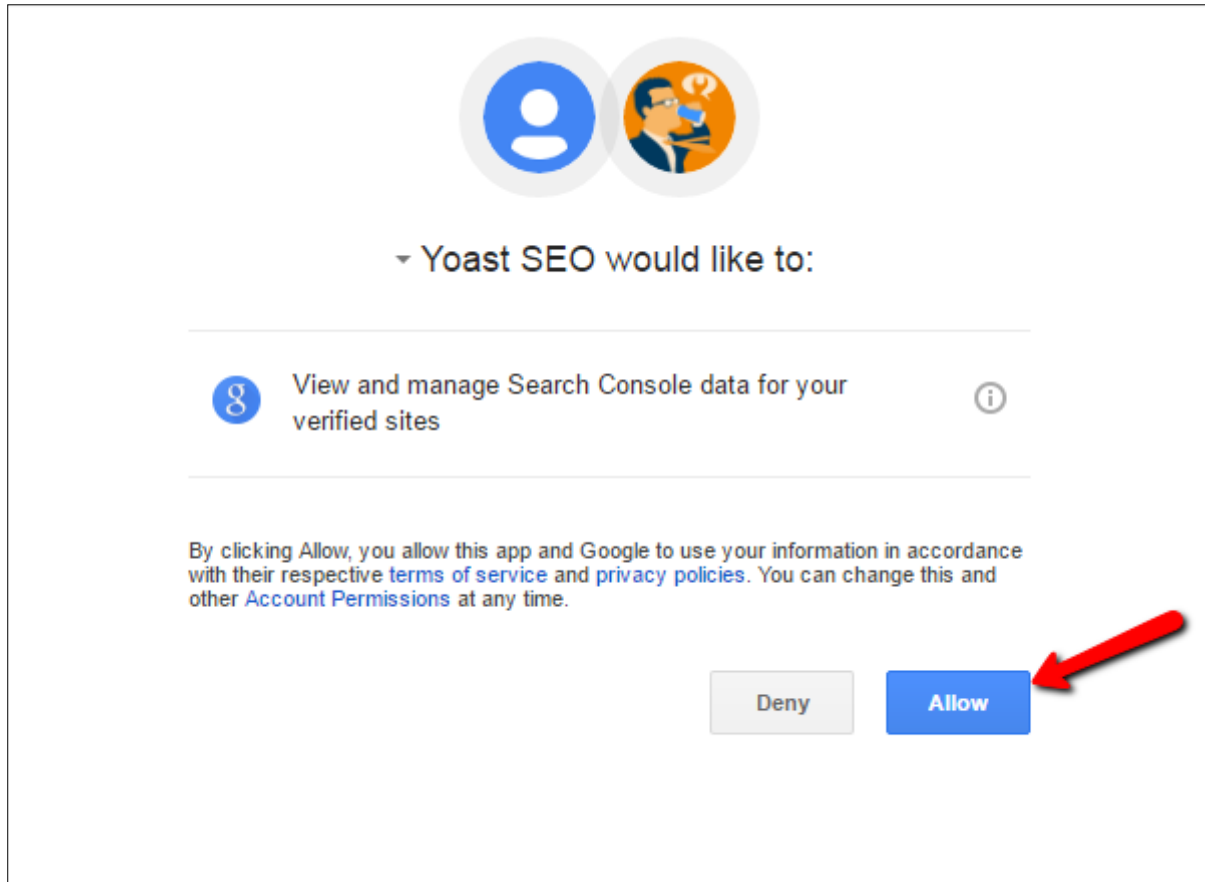 Yoast SEO would like to:
8
View and manage Search Console data for your
verified sites
By clicking Allow, you allow this app and Google to use your information in accordance
with their respective terms of service and privacy policies. You can change this and
other Account Permissions at any time.
Deny Allow